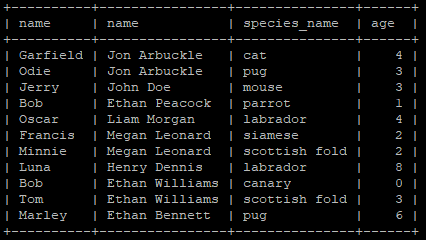 +----------+----------------+---------------+------+
| name | name | species_name | age |
+----------+----------------+---------------+------+
| Garfield | Jon Arbuckle | cat | 4 |
| Odie | Jon Arbuckle | pug | 3 |
| Jerry | John Doe | mouse | 3 |
| Bob | Ethan Peacock | parrot | 1 |
| Oscar | Liam Morgan | labrador | 4 |
| Francis | Megan Leonard | siamese | 2 |
| Minnie | Megan Leonard | scottish fold | 2 |
| Luna | Henry Dennis | labrador | 8 |
| Bob | Ethan Williams | canary | 0 |
| Tom | Ethan Williams | scottish fold | 3 |
| Marley | Ethan Bennett | pug | 6 |
+----------+----------------+---------------+------+